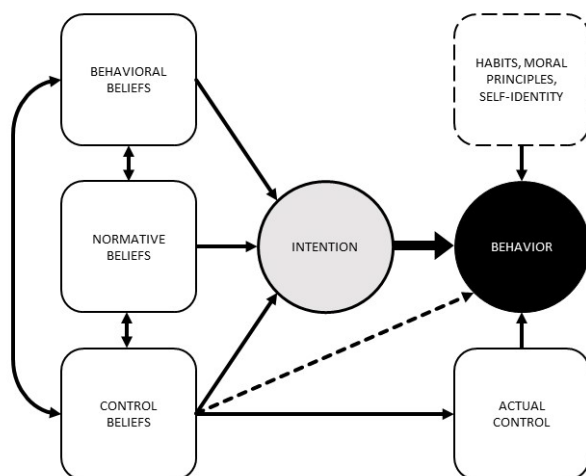 BEHAVIORAL
BELIEFS
HABITS, MORAL
PRINCIPLES,
SELF-IDENTITY
NORMATIVE
BELIEFS
INTENTION
BEHAVIOR
CONTROL
BELIEFS
ACTUAL
CONTROL